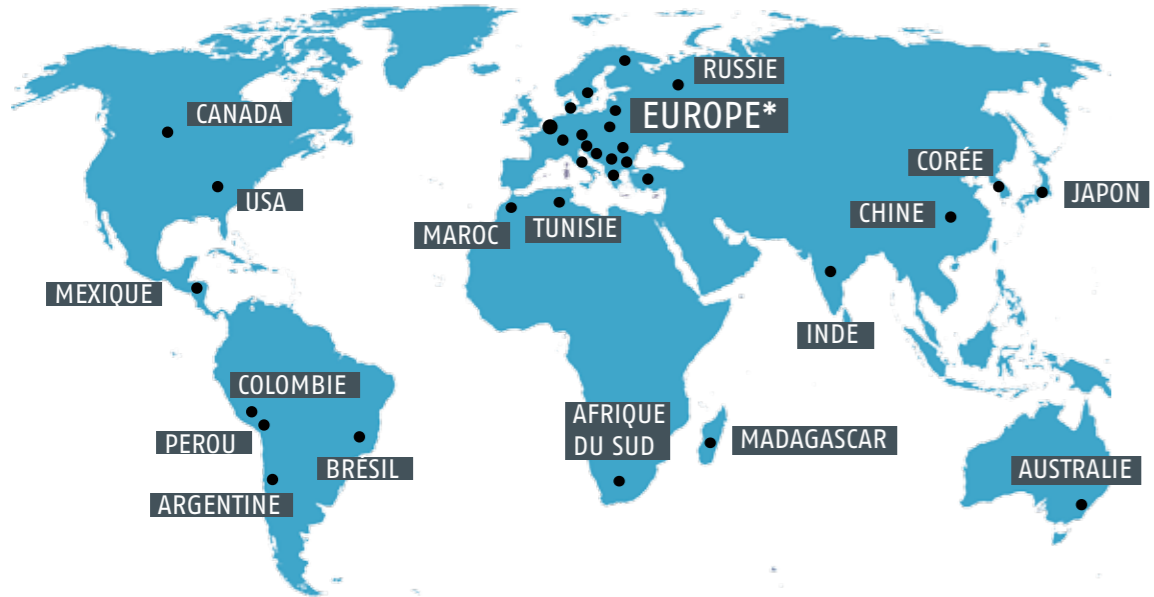 RUSSIE
CANADA
EUROPE*
CORÉE
USA
JAPON
CHINE
MAROC
TUNISIE
MEXIQUE
INDE
COLOMBIE
AFRIQUE
DU SUD
PEROU
MADAGASCAR
BRÉSIL
AUSTRALIE
ARGENTINE